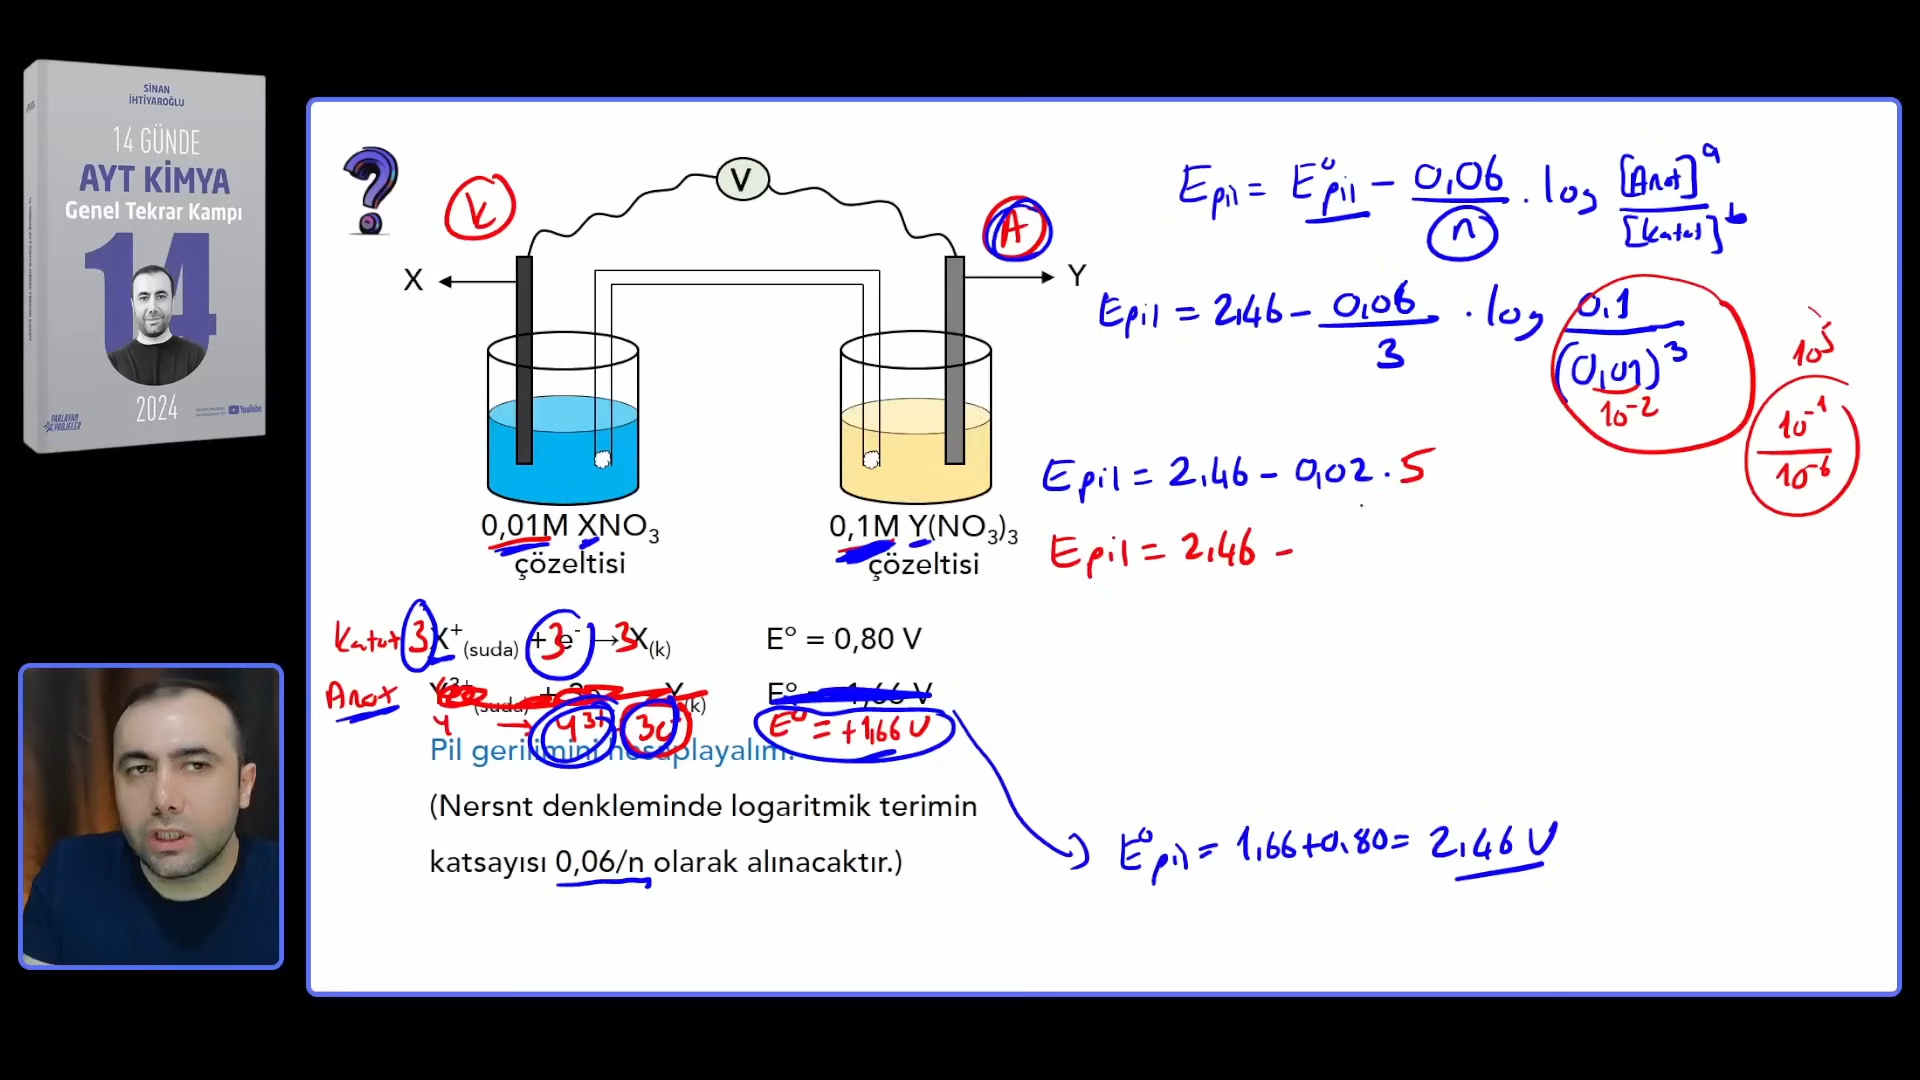 SİNAN
İHTİYAROĞLU
14 GÜNDE
AYT KİMYA
Genel Tekrar Kampı
14
2024
PARLAYAN
PROJELER
YouTube
K
V
A
X
Y
0,01M XNO₃
çözeltisi
0,1M Y(NO₃)₃
çözeltisi
Katot 3X⁺(suda) + 3e⁻ → 3X(k) E° = 0,80 V
Anot
Y → Y³⁺ 3e E° = +1,66 V
Pil gerilimini hesaplayalım.
(Nersnt denkleminde logaritmik terimin
katsayısı 0,06/n olarak alınacaktır.)
Epil = E°pil - 0,06/n . log [Anot]ᵃ/[Katot]ᵇ
Epil = 2,46 - 0,06/3 . log 0,1/(0,01)³
10⁻²
10⁵
10⁻¹/10⁻⁶
Epil = 2,46 - 0,02 . 5
Epil = 2,46 -
E°pil = 1,66+0,80= 2,46 V